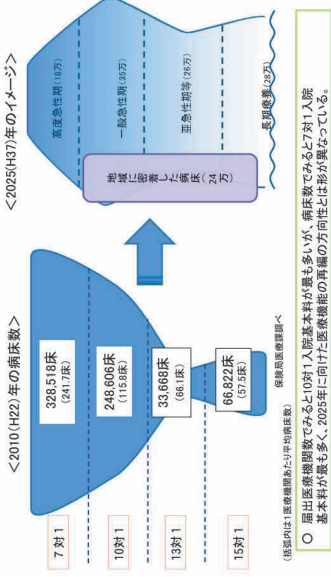 ＜2010(H22)年の病床数＞
7対1
328,518床
(241.7床)
10対1
248,606床
(115.8床)
13対1
33,668床
(66.1床)
15対1
66,822床
(57.5床)
保険局医療課調べ
（括弧内は1医療機関あたり平均病床数）
＜2025(H37)年のイメージ＞
高度急性期(18万)
一般急性期(35万)
亜急性期等(26万)
長期療養(28万)
地域に密着した病床(24万)
○ 届出医療機関数でみると10対1入院基本料が最も多いが、病床数でみると7対1入院
基本料が最も多く、2025年に向けた医療機能の再編の方向性とは形が異なっている。